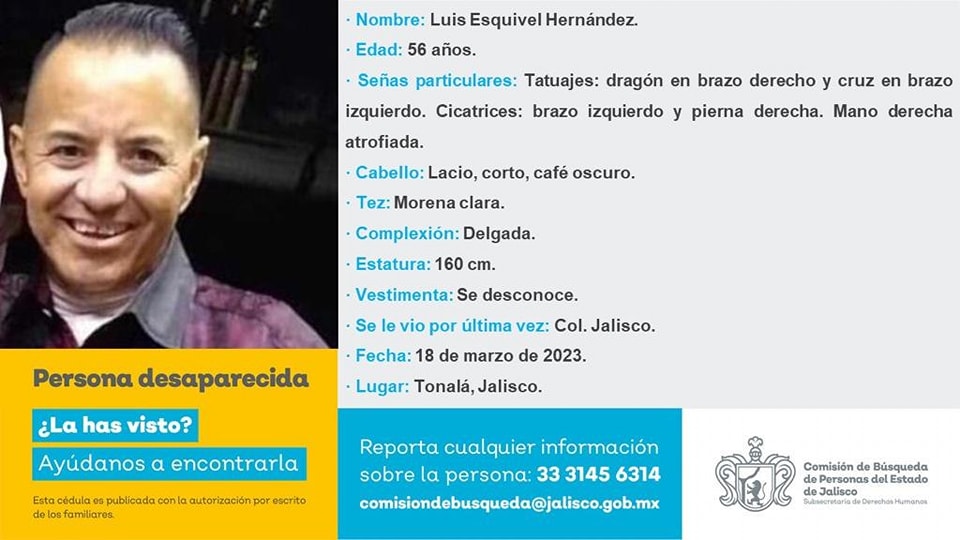 · Nombre: Luis Esquivel Hernández.
· Edad: 56 años.
· Señas particulares: Tatuajes: dragón en brazo derecho y cruz en brazo
izquierdo. Cicatrices: brazo izquierdo y pierna derecha. Mano derecha
atrofiada.
· Cabello: Lacio, corto, café oscuro.
· Tez: Morena clara.
· Complexión: Delgada.
· Estatura: 160 cm.
· Vestimenta: Se desconoce.
· Se le vio por última vez: Col. Jalisco.
· Fecha: 18 de marzo de 2023.
· Lugar: Tonalá, Jalisco.
Persona desaparecida
¿La has visto?
Ayúdanos a encontrarla
Esta cédula es publicada con la autorización por escrito
de los familiares.
Reporta cualquier información
sobre la persona: 33 3145 6314
comisiondebusqueda@jalisco.gob.mx
Comisión de Búsqueda
de Personas del Estado
de Jalisco
Subsecretaría de Derechos Humanos